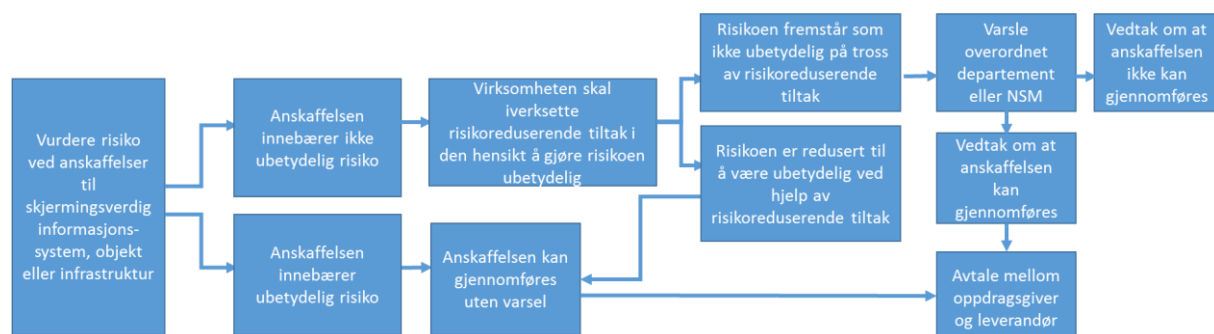 Vurdere risiko
ved anskaffelser
til
skjermingsverdig
informasjons-
system, objekt
eller infrastruktur
Anskaffelsen
innebærer ikke
ubetydelig risiko
Virksomheten skal
iverksette
risikoreduserende tiltak i
den hensikt å gjøre risikoen
ubetydelig
Risikoen fremstår som
ikke ubetydelig på tross
av risikoreduserende
tiltak
Varsle
overordnet
departement
eller NSM
Vedtak om at
anskaffelsen
ikke kan
gjennomføres
Risikoen er redusert til
å være ubetydelig ved
hjelp av
risikoreduserende tiltak
Vedtak om at
anskaffelsen
kan
gjennomføres
Anskaffelsen
innebærer
ubetydelig risiko
Anskaffelsen kan
gjennomføres
uten varsel
Avtale mellom
oppdragsgiver
og leverandør